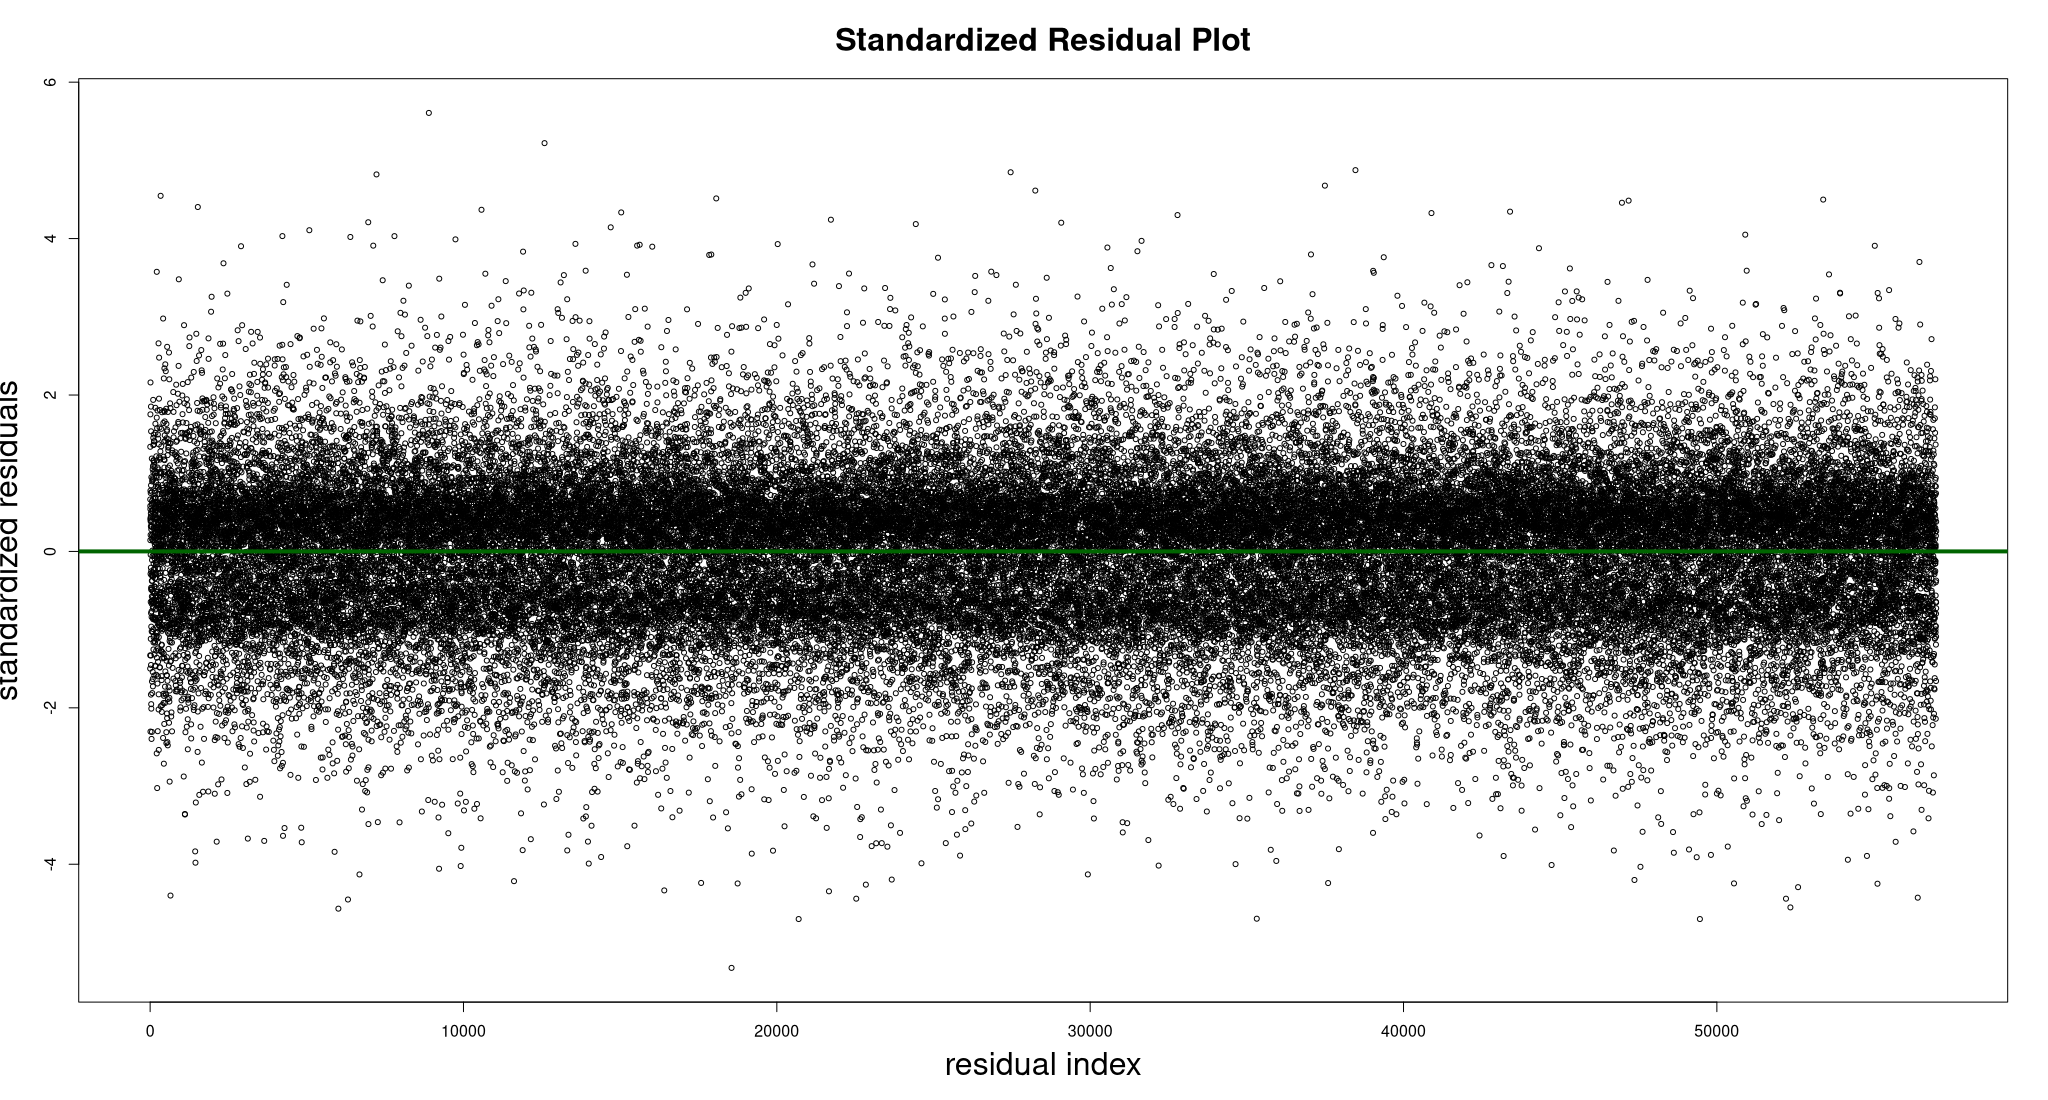 Standardized Residual Plot
6
4
2
0
-2
-4
standardized residuals
0 10000 20000 30000 40000 50000
residual index